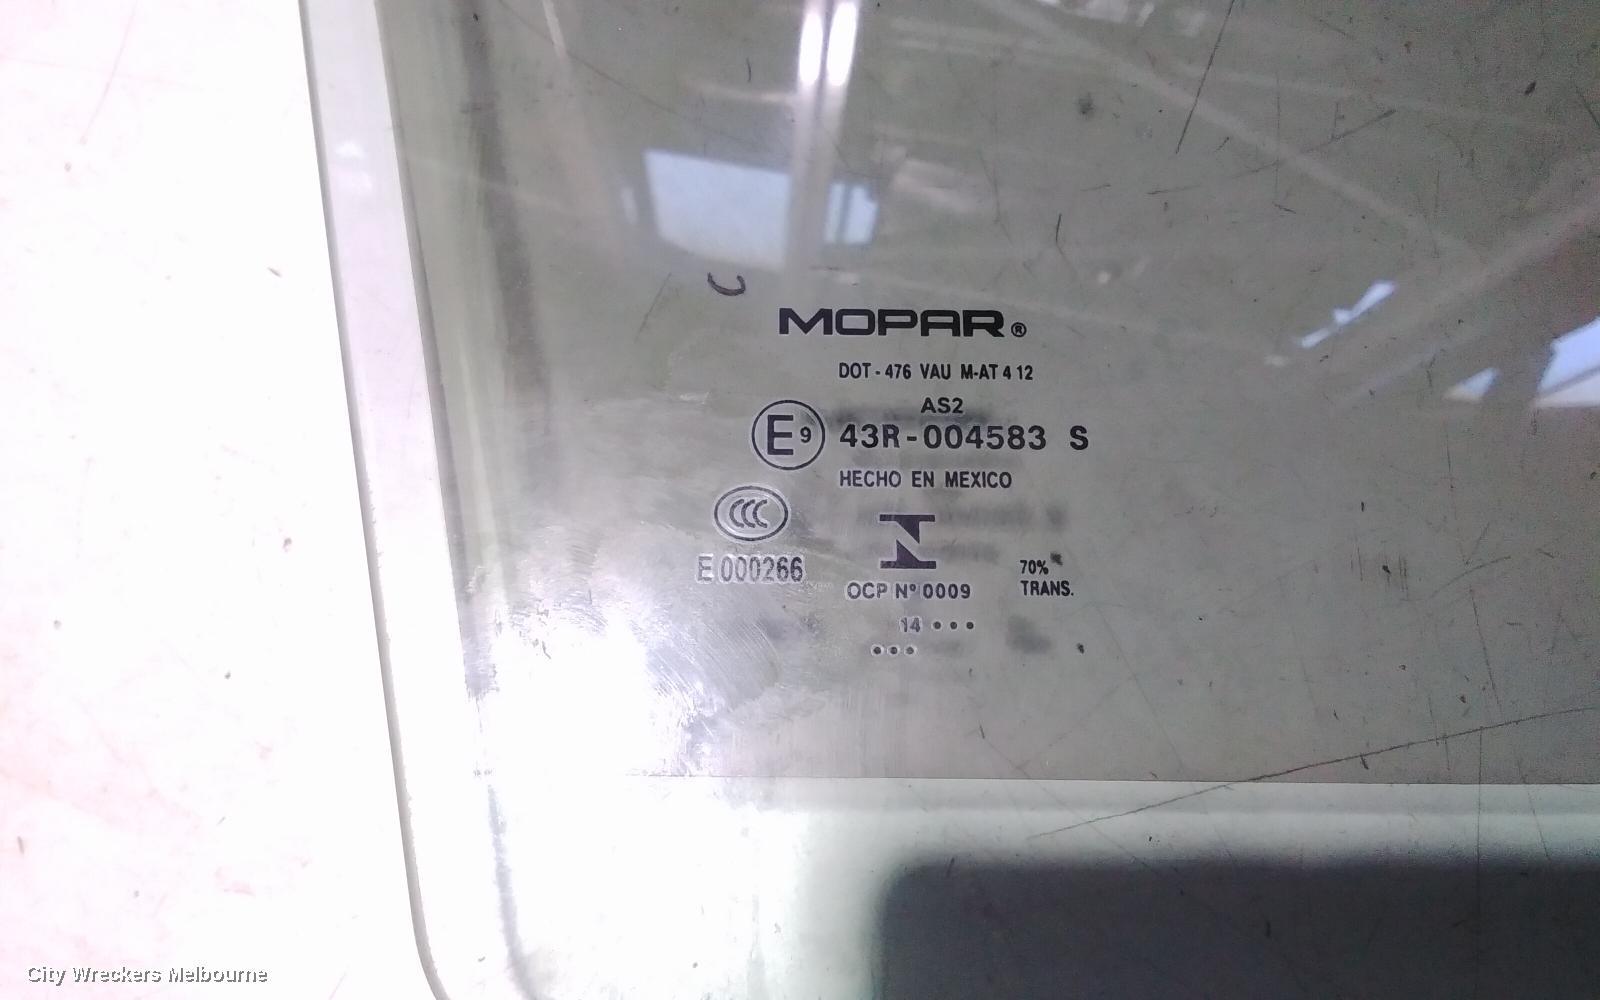 MOPAR®
DOT - 476 VAU M-AT 4 12
AS2
E9 43R-004583 S
HECHO EN MEXICO
CCC
E 000266
N
OCP Nº 0009
70%
TRANS.
14 •••
•••
City Wreckers Melbourne